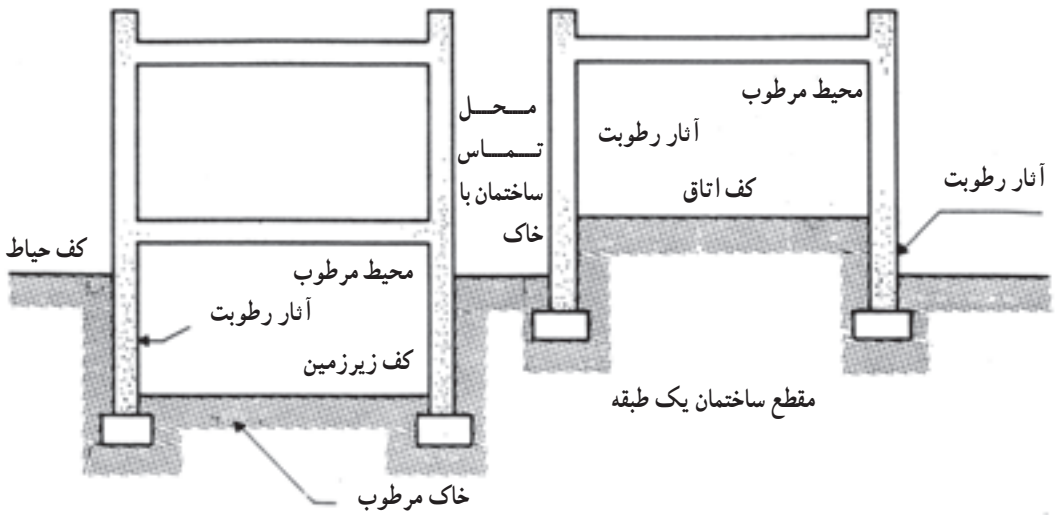 محیط مرطوب
آثار رطوبت
کف اتاق
آثار رطوبت
مقطع ساختمان یک طبقه
محل
تماس
ساختمان با
خاک
کف حیاط
محیط مرطوب
آثار رطوبت
کف زیرزمین
خاک مرطوب